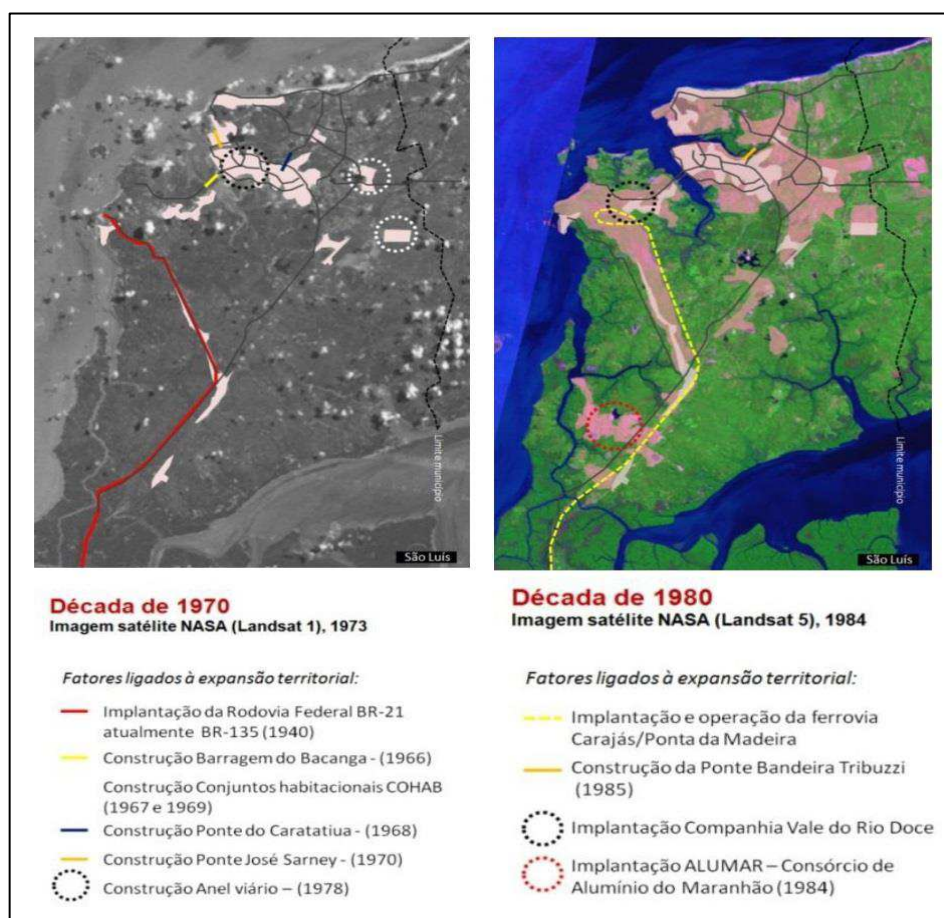 Limite município
São Luís
Década de 1970
Imagem satélite NASA (Landsat 1), 1973
Fatores ligados à expansão territorial:
Implantação da Rodovia Federal BR-21
atualmente BR-135 (1940)
Construção Barragem do Bacanga - (1966)
Construção Conjuntos habitacionais COHAB
(1967 e 1969)
Construção Ponte do Caratatiua - (1968)
Construção Ponte José Sarney - (1970)
Construção Anel viário – (1978)
Limite município
São Luís
Década de 1980
Imagem satélite NASA (Landsat 5), 1984
Fatores ligados à expansão territorial:
Implantação e operação da ferrovia
Carajás/Ponta da Madeira
Construção da Ponte Bandeira Tribuzzi
(1985)
Implantação Companhia Vale do Rio Doce
Implantação ALUMAR – Consórcio de
Alumínio do Maranhão (1984)